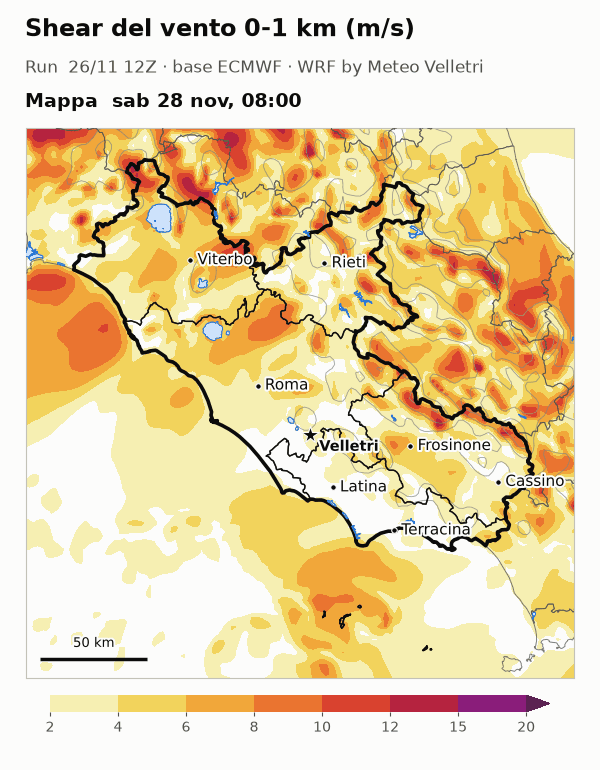 Shear del vento 0-1 km (m/s)
Run  26/11 12Z · base ECMWF · WRF by Meteo Velletri
Mappa  sab 28 nov, 08:00
Viterbo
Rieti
Roma
Velletri
Frosinone
Cassino
Latina
Terracina
50 km
2 4 6 8 10 12 15 20